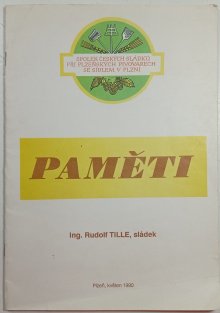 SPOLEK ČESKÝCH SLÁDKŮ
PŘI PLZEŇSKÝCH PIVOVARECH
SE SÍDLEM V PLZNI
PAMĚTI
Ing. Rudolf TILLE, sládek
Plzeň, květen 1990